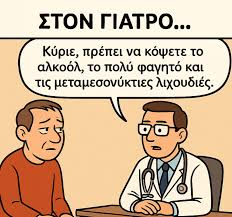 ΣΤΟΝ ΓΙΑΤΡΟ...
Κύριε, πρέπει να κόψετε το
αλκοόλ, το πολύ φαγητό και
τις μεταμεσονύκτιες λιχουδιές.